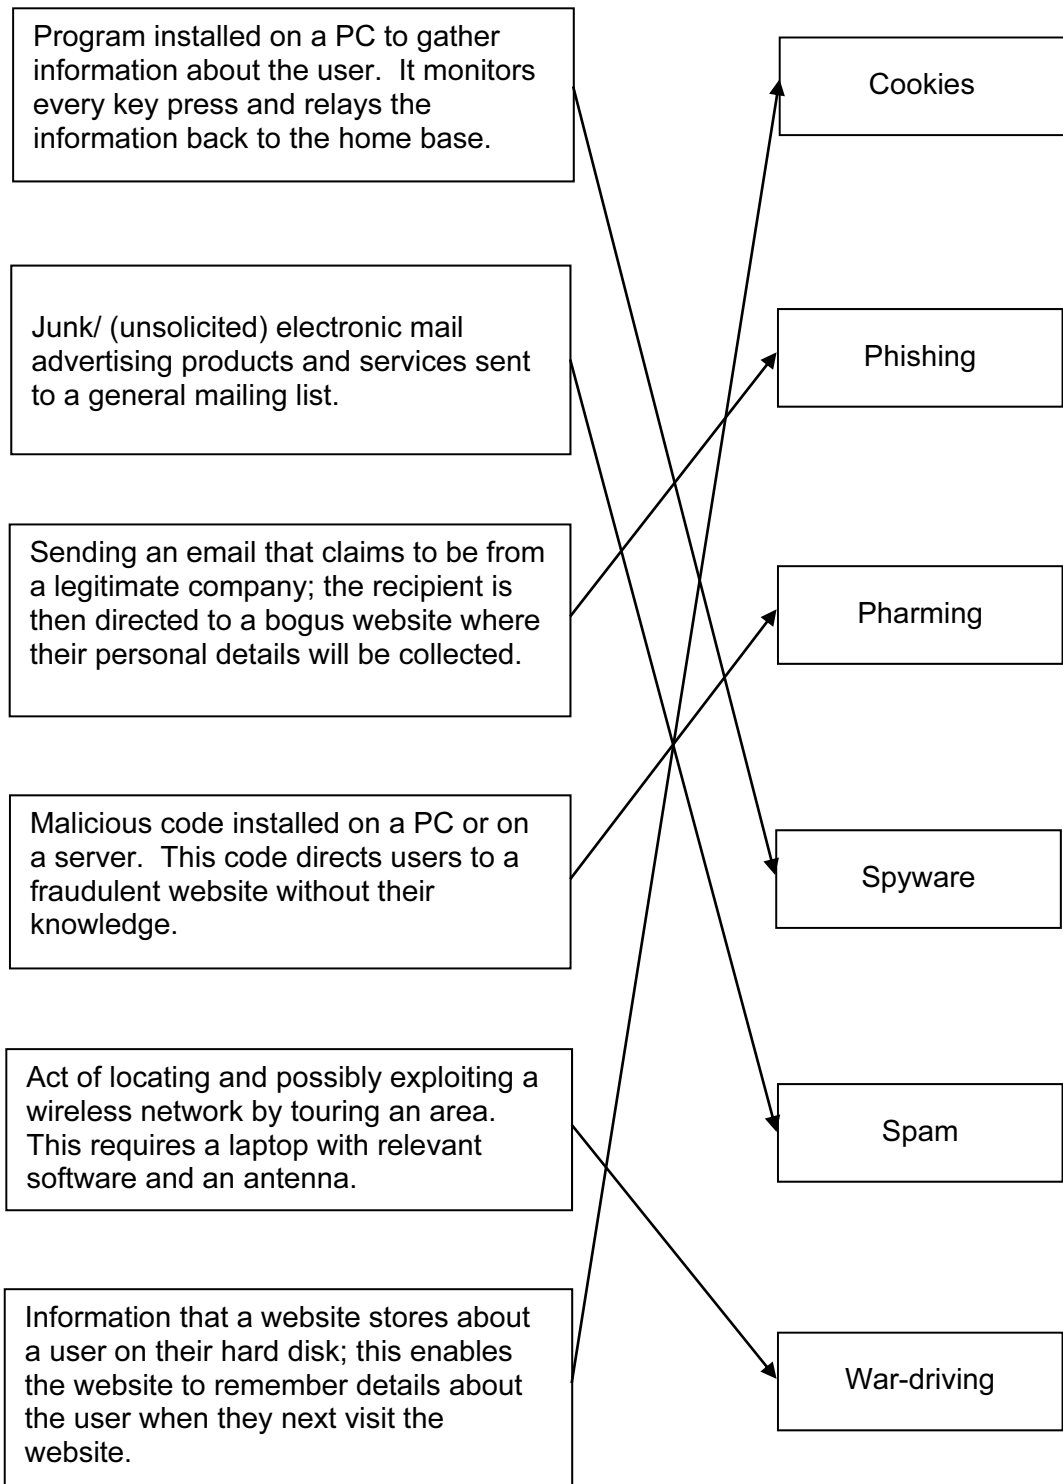 Program installed on a PC to gather
information about the user.  It monitors
every key press and relays the
information back to the home base.
Cookies
Junk/ (unsolicited) electronic mail
advertising products and services sent
to a general mailing list.
Phishing
Sending an email that claims to be from
a legitimate company; the recipient is
then directed to a bogus website where
their personal details will be collected.
Pharming
Malicious code installed on a PC or on
a server.  This code directs users to a
fraudulent website without their
knowledge.
Spyware
Act of locating and possibly exploiting a
wireless network by touring an area.
This requires a laptop with relevant
software and an antenna.
Spam
Information that a website stores about
a user on their hard disk; this enables
the website to remember details about
the user when they next visit the
website.
War-driving